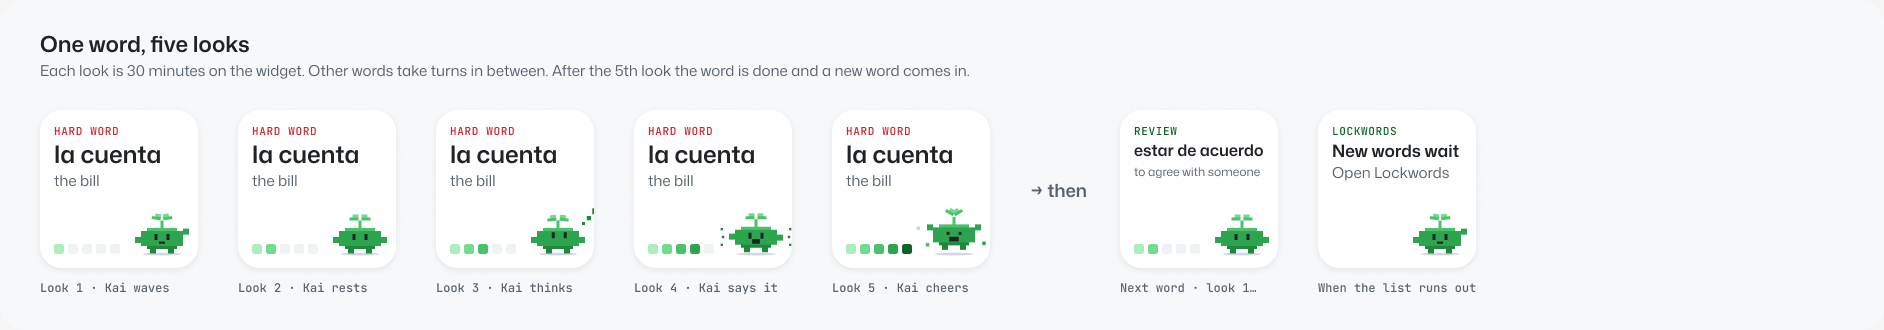 One word, five looks
Each look is 30 minutes on the widget. Other words take turns in between. After the 5th look the word is done and a new word comes in.
HARD WORD
la cuenta
the bill
Look 1 · Kai waves
HARD WORD
la cuenta
the bill
Look 2 · Kai rests
HARD WORD
la cuenta
the bill
Look 3 · Kai thinks
HARD WORD
la cuenta
the bill
Look 4 · Kai says it
HARD WORD
la cuenta
the bill
Look 5 · Kai cheers
→ then
REVIEW
estar de acuerdo
to agree with someone
Next word · look 1…
LOCKWORDS
New words wait
Open Lockwords
When the list runs out